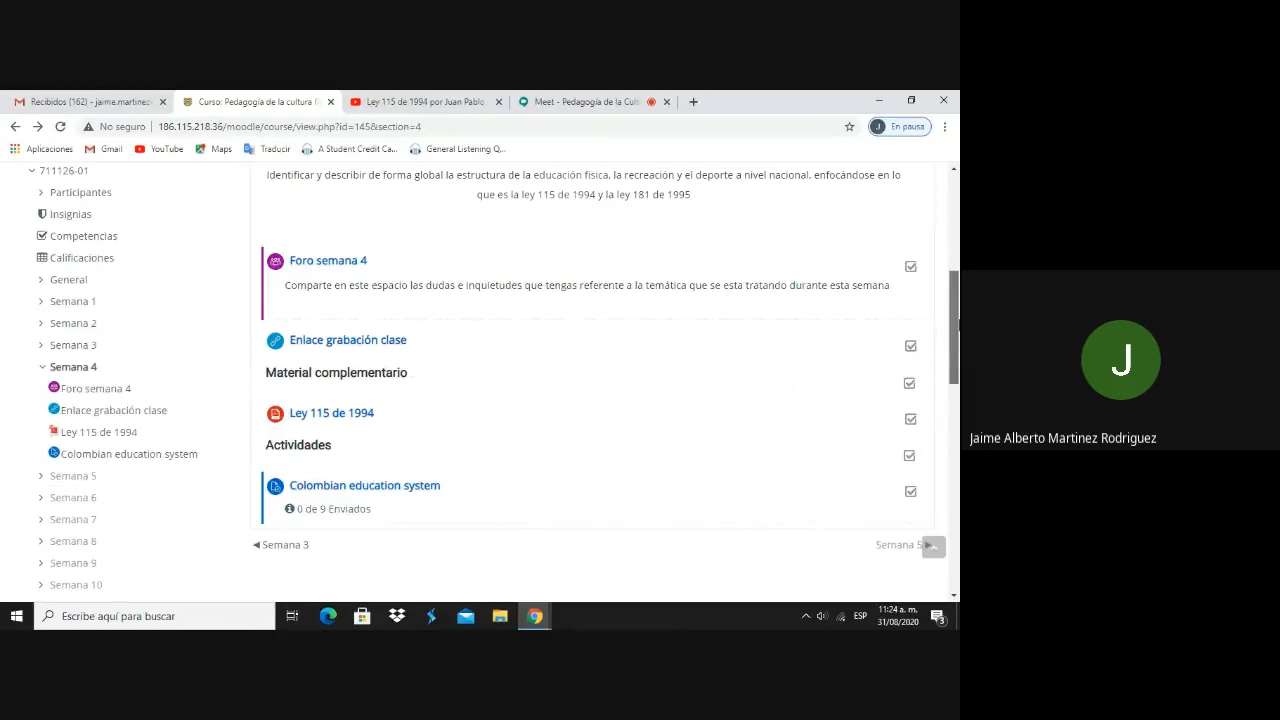 Recibidos (162) - jaime.martinez
Curso: Pedagogía de la cultura f
Ley 115 de 1994 por Juan Pablo
Meet - Pedagogía de la Cul
No seguro
186.115.218.36/moodle/course/view.php?id=145&section=4
J
En pausa
Aplicaciones
Gmail
YouTube
Maps
Traducir
A Student Credit Ca...
General Listening Q...
711126-01
Participantes
Insignias
Competencias
Calificaciones
General
Semana 1
Semana 2
Semana 3
Semana 4
Foro semana 4
Enlace grabación clase
Ley 115 de 1994
Colombian education system
Semana 5
Semana 6
Semana 7
Semana 8
Semana 9
Semana 10
Identificar y describir de forma global la estructura de la educación física, la recreación y el deporte a nivel nacional, enfocándose en lo
que es la ley 115 de 1994 y la ley 181 de 1995
Foro semana 4
Comparte en este espacio las dudas e inquietudes que tengas referente a la temática que se esta tratando durante esta semana
Enlace grabación clase
Material complementario
Ley 115 de 1994
Actividades
Colombian education system
0 de 9 Enviados
Semana 3
Semana 5
Escribe aquí para buscar
ESP
11:24 a. m.
31/08/2020
3
J
Jaime Alberto Martinez Rodriguez